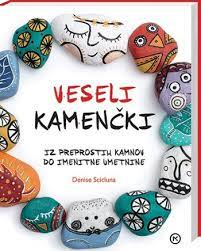 VESELI
KAMENČKI
IZ PREPROSTIH KAMNOV
DO IMENITNE UMETNINE
Denise Scicluna